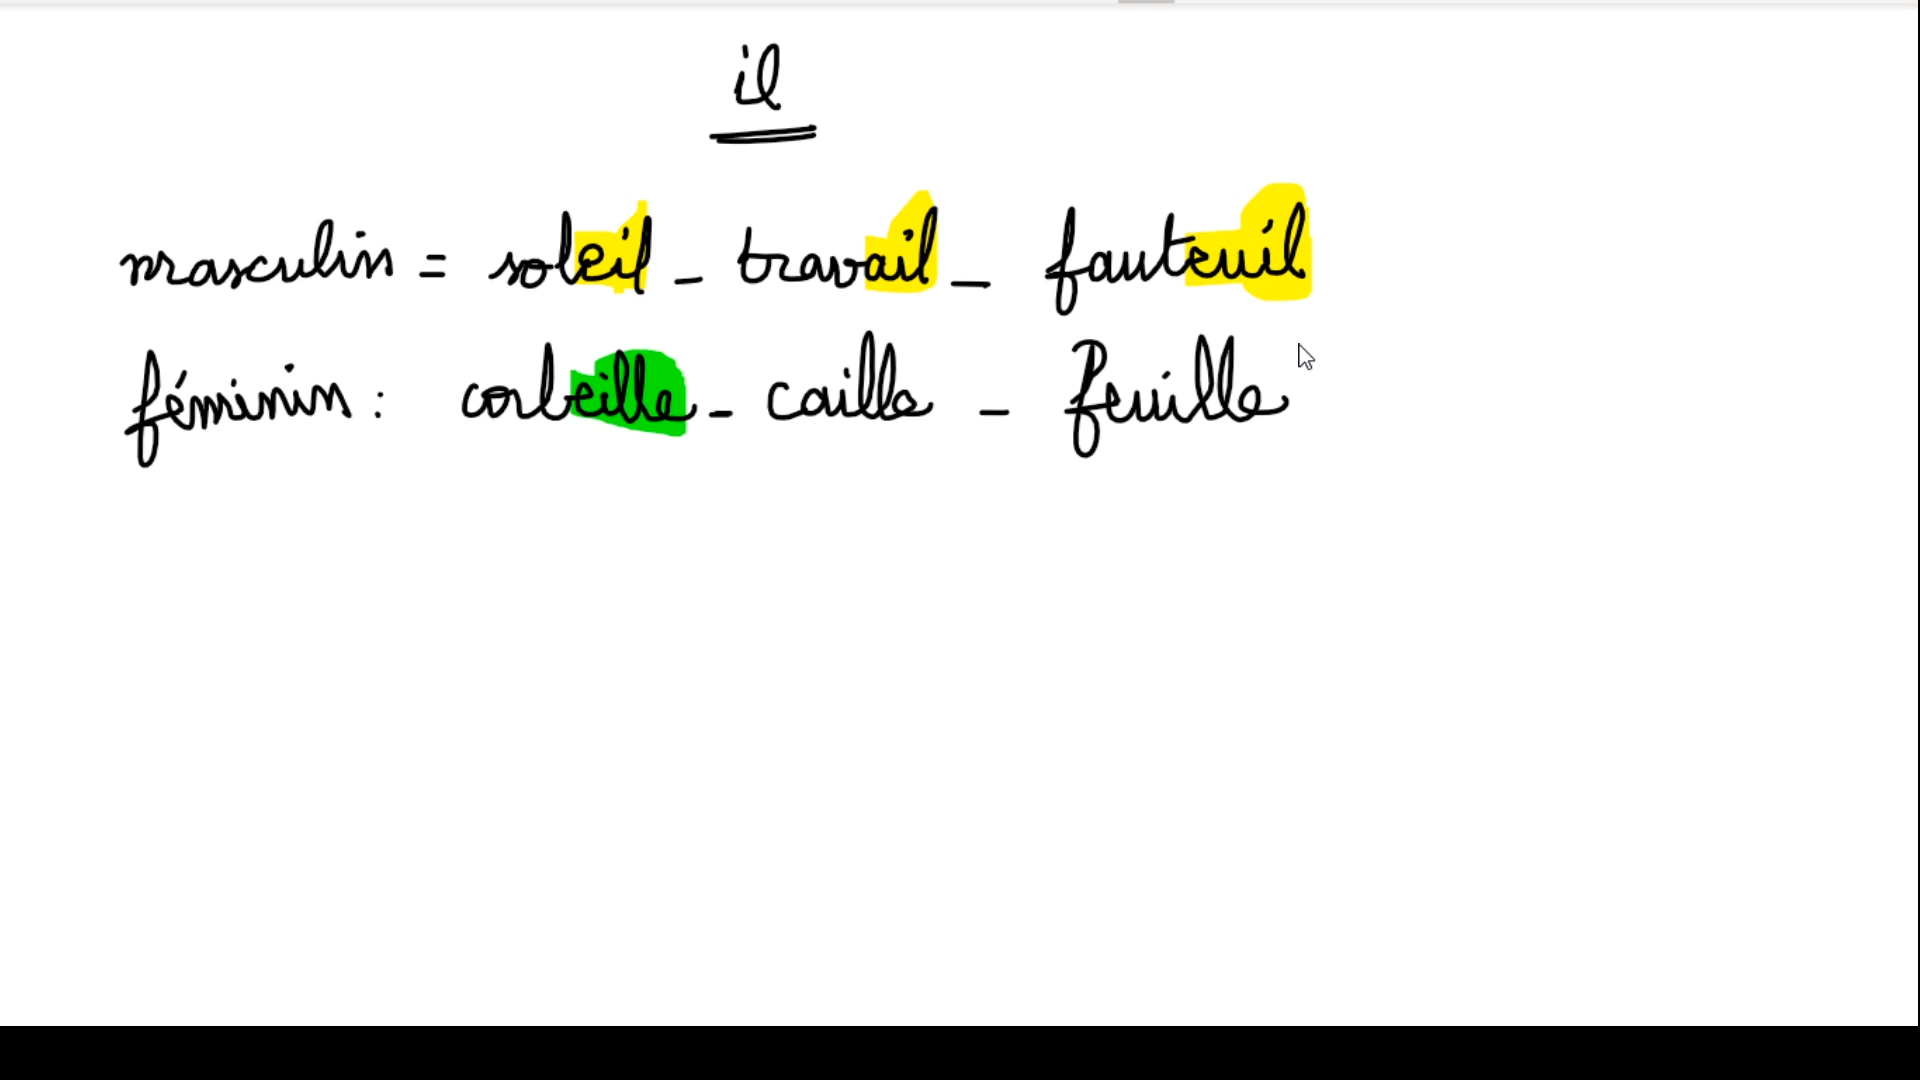 il
masculin = soleil - travail - fauteuil
féminin : corbeille - caille - feuille